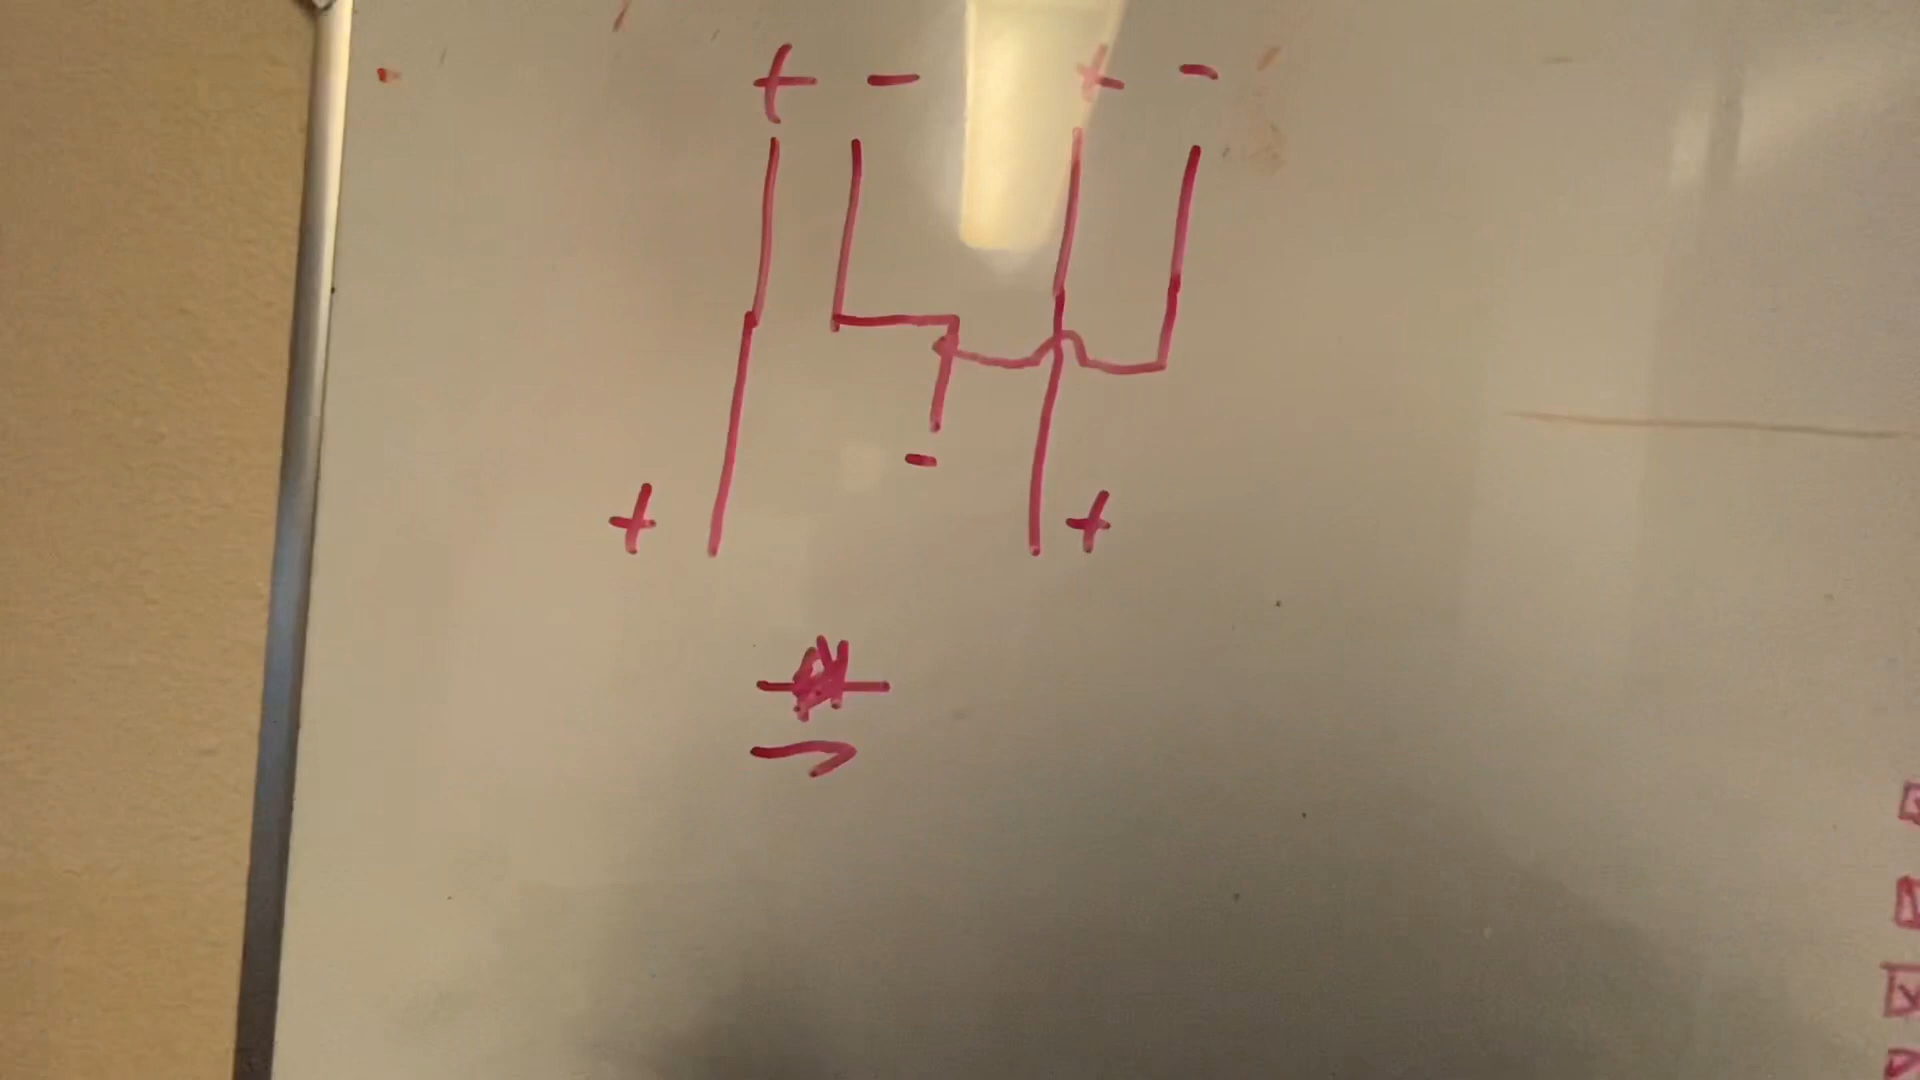 + - + -
-
+ +